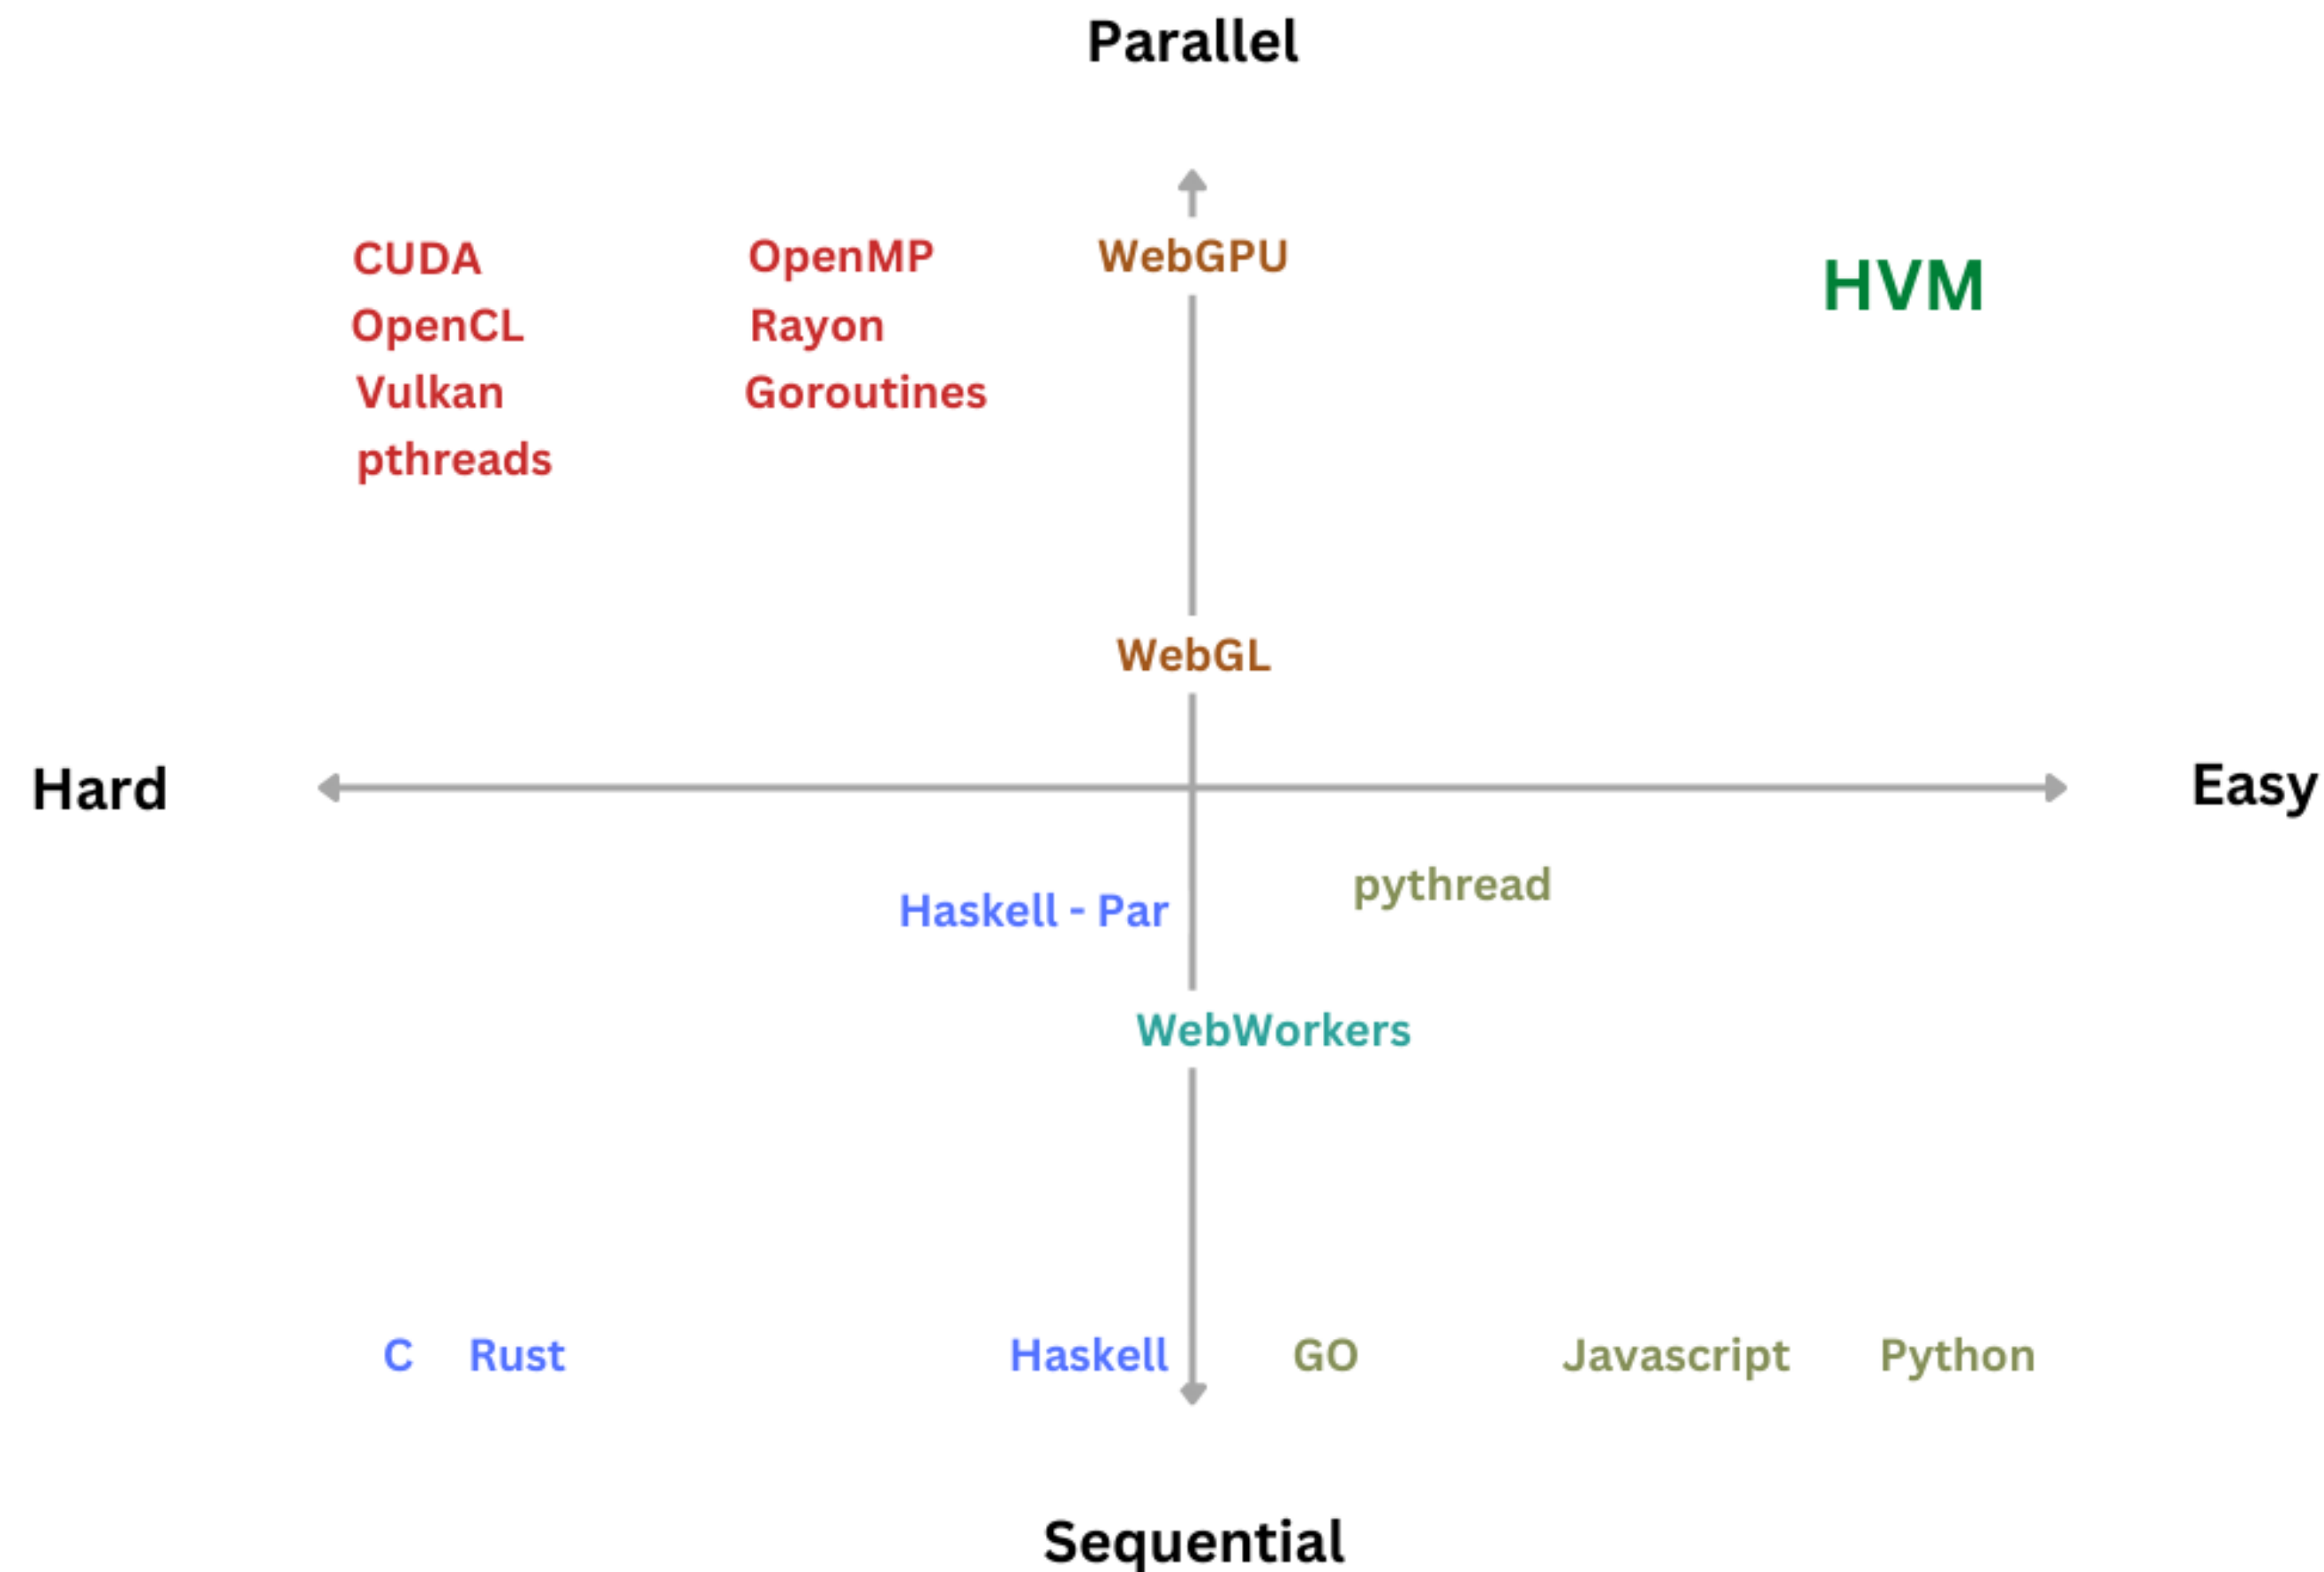 Parallel
CUDA OpenMP WebGPU HVM
OpenCL Rayon
Vulkan Goroutines
pthreads
WebGL
Hard Easy
pythread
Haskell - Par
WebWorkers
C Rust Haskell GO Javascript Python
Sequential